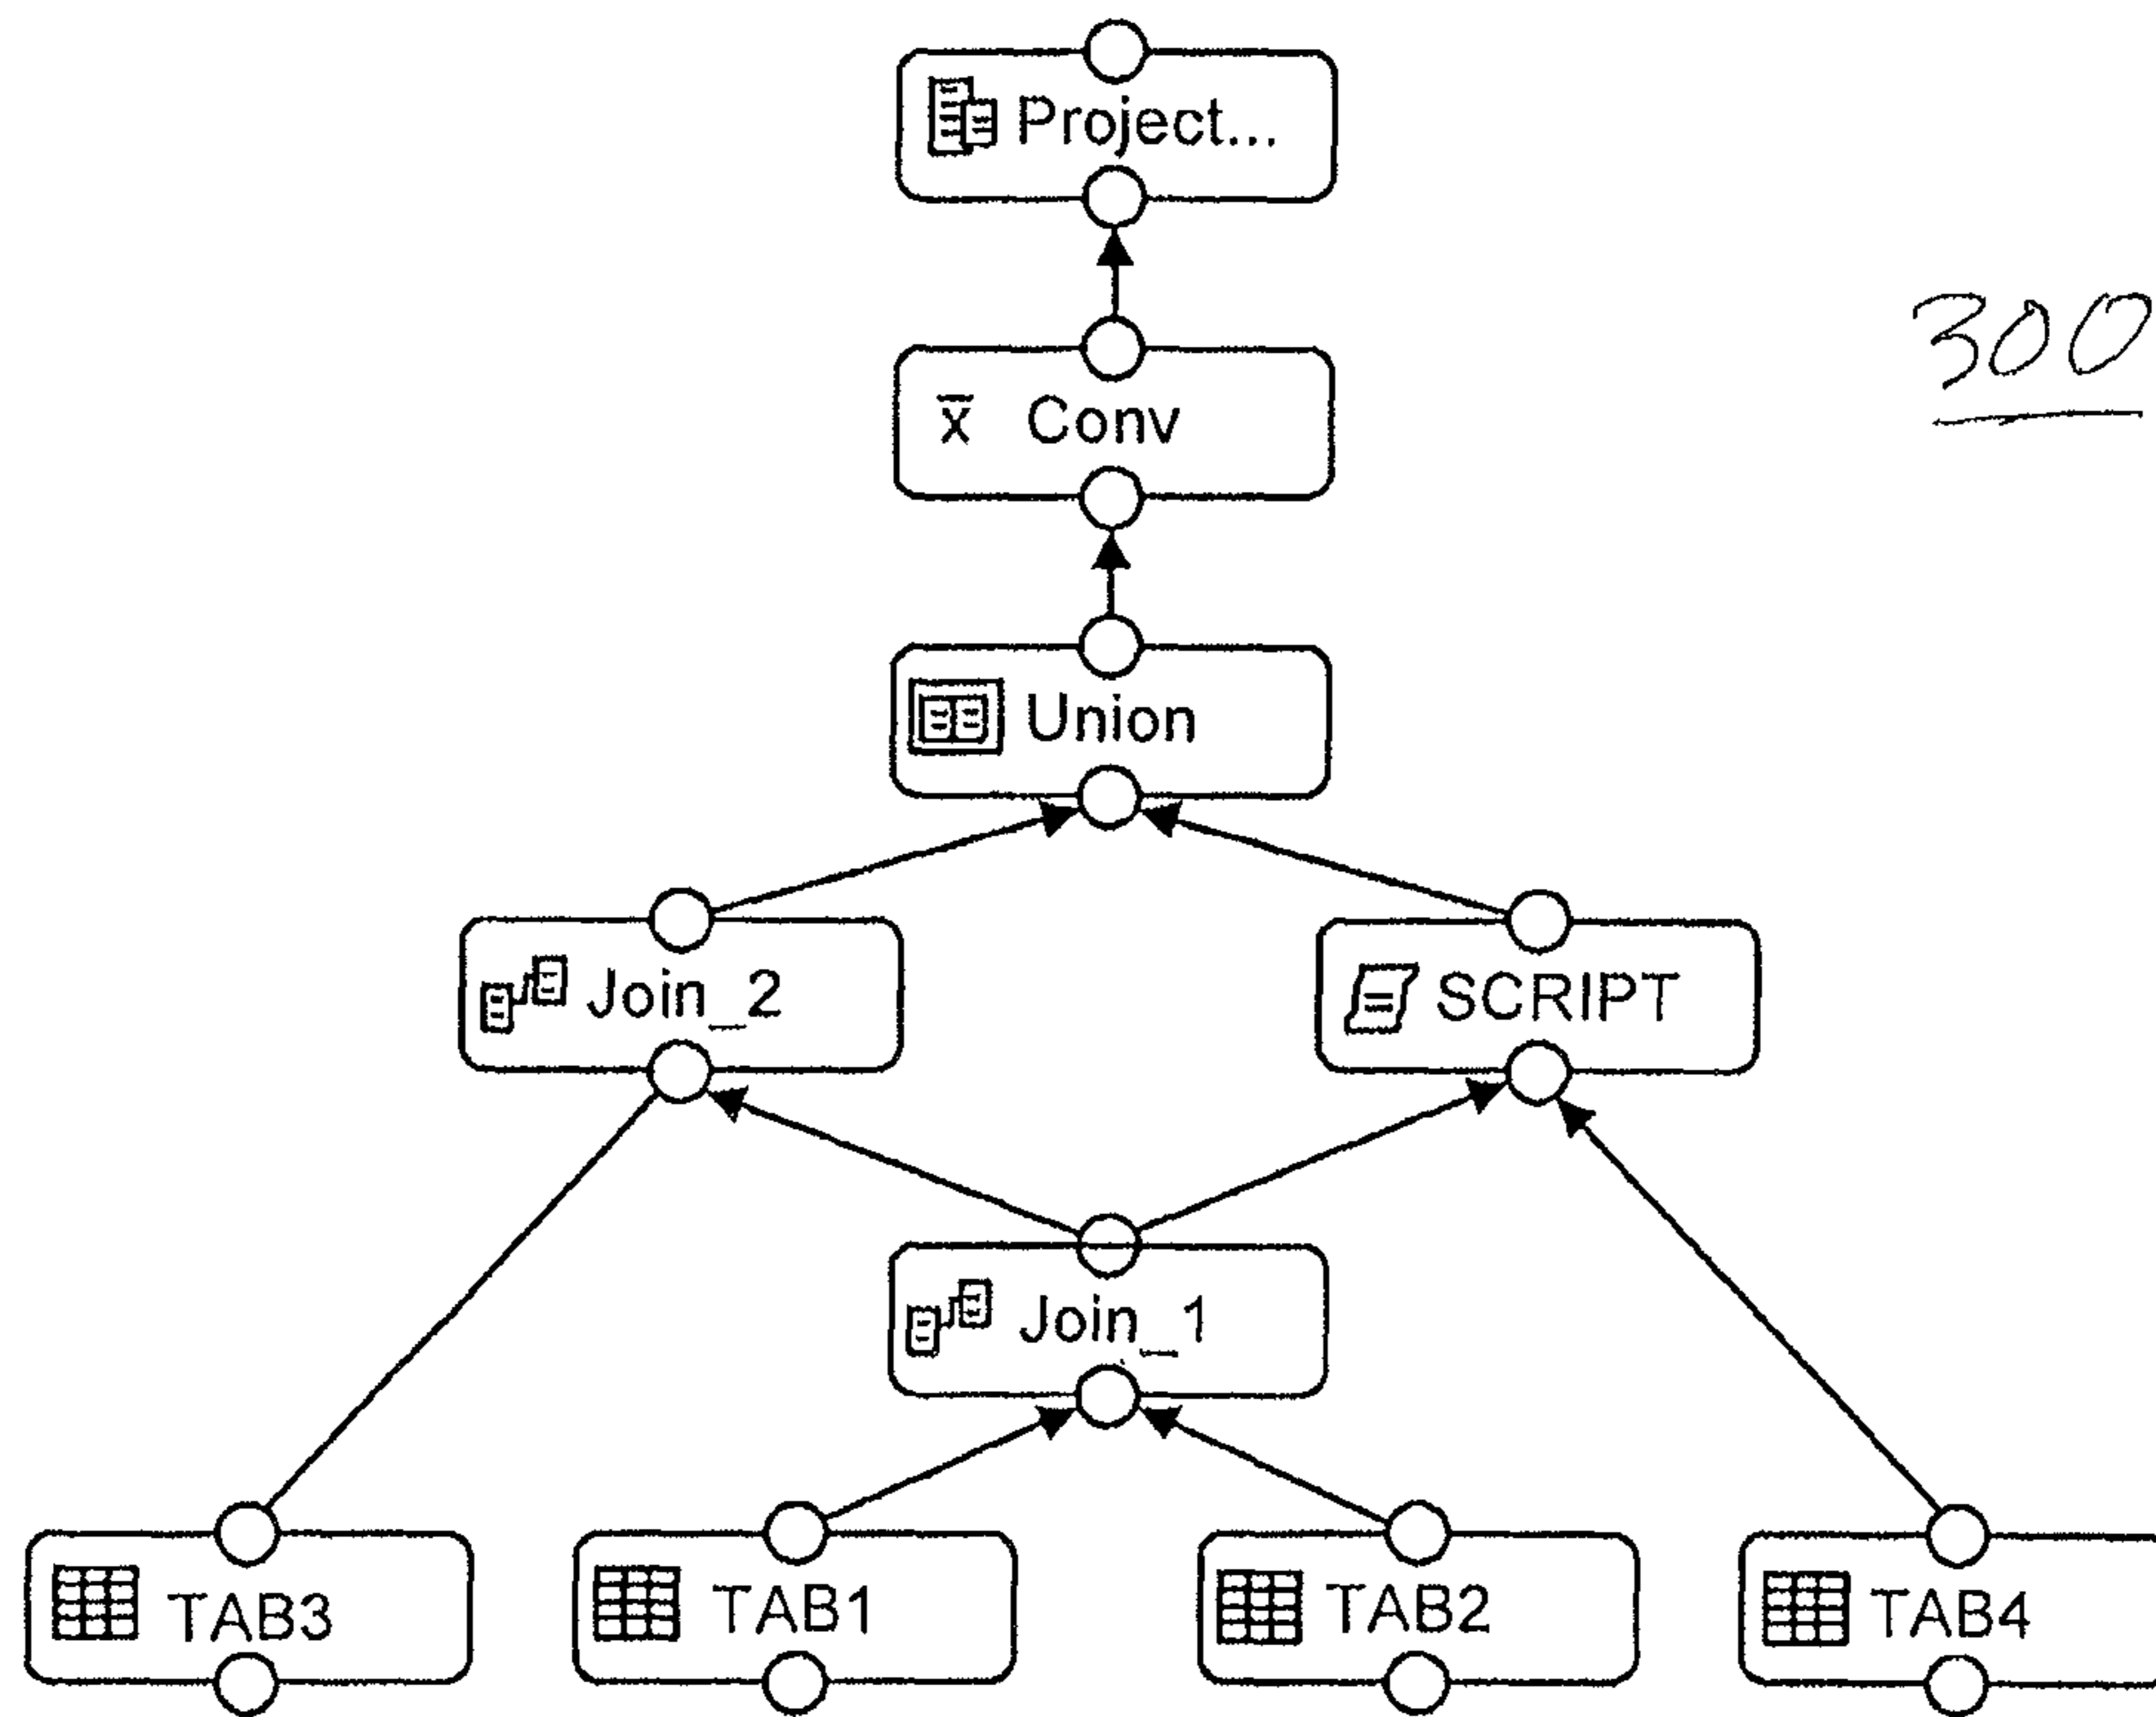 Project...
300
x̅ Conv
Union
Join_2
SCRIPT
Join_1
TAB3
TAB1
TAB2
TAB4